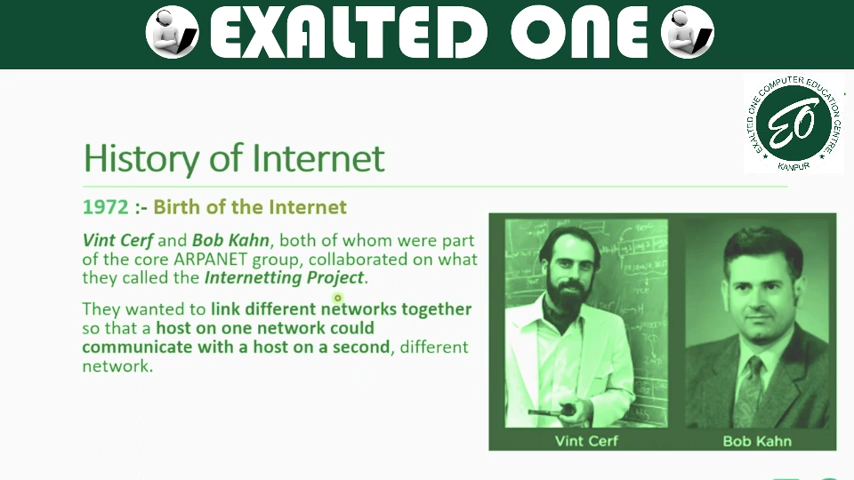 EXALTED ONE
EXALTED ONE COMPUTER EDUCATION CENTRE,
EO
KANPUR
History of Internet
1972 :- Birth of the Internet
Vint Cerf and Bob Kahn, both of whom were part
of the core ARPANET group, collaborated on what
they called the Internetting Project.
They wanted to link different networks together
so that a host on one network could
communicate with a host on a second, different
network.
Vint Cerf
Bob Kahn